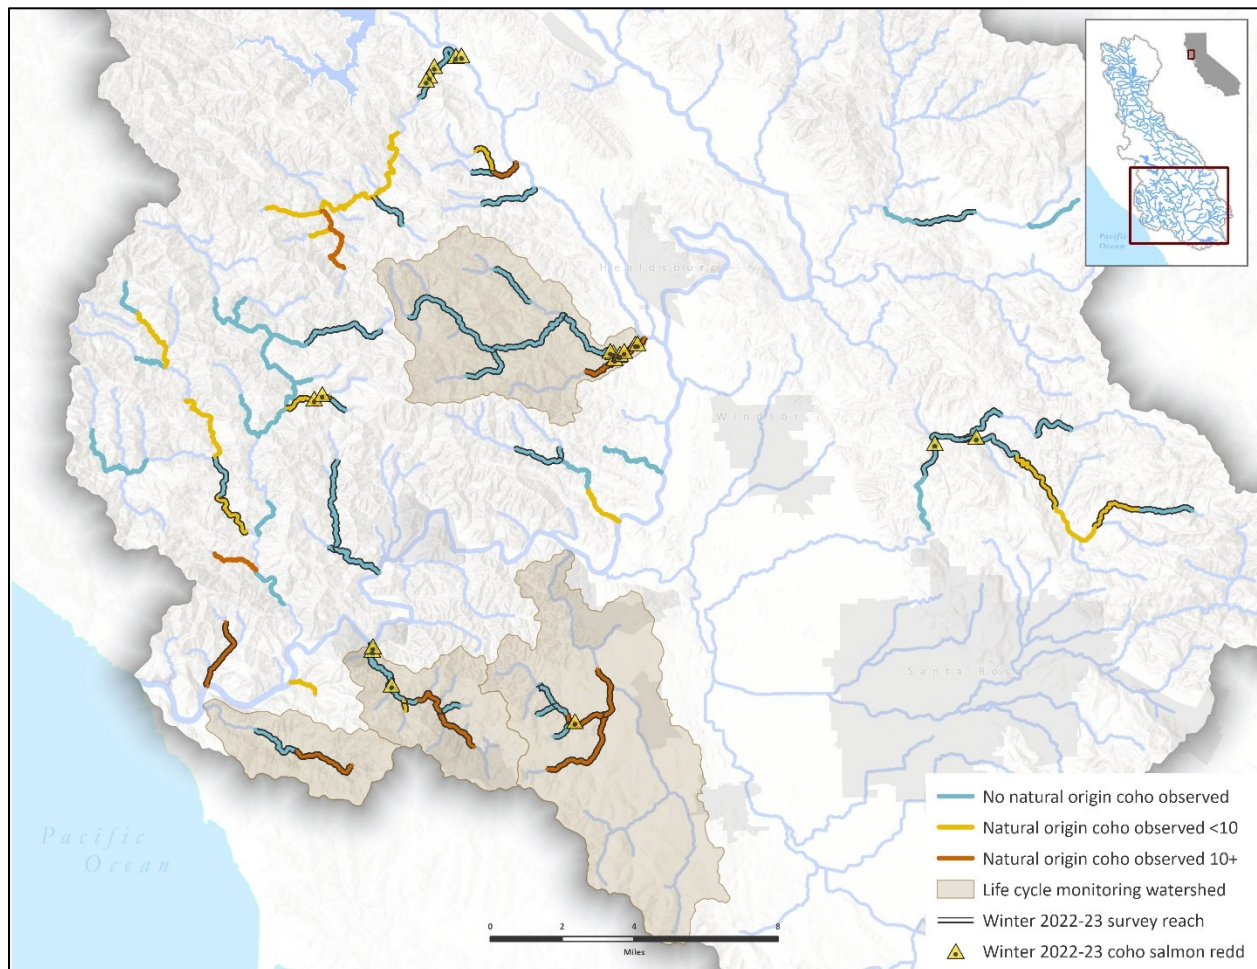 Pacific
Ocean
Healdsburg
Windsor
Santa Rosa
Pacific
Ocean
No natural origin coho observed
Natural origin coho observed <10
Natural origin coho observed 10+
Life cycle monitoring watershed
Winter 2022-23 survey reach
Winter 2022-23 coho salmon redd
0 2 4 8
Miles